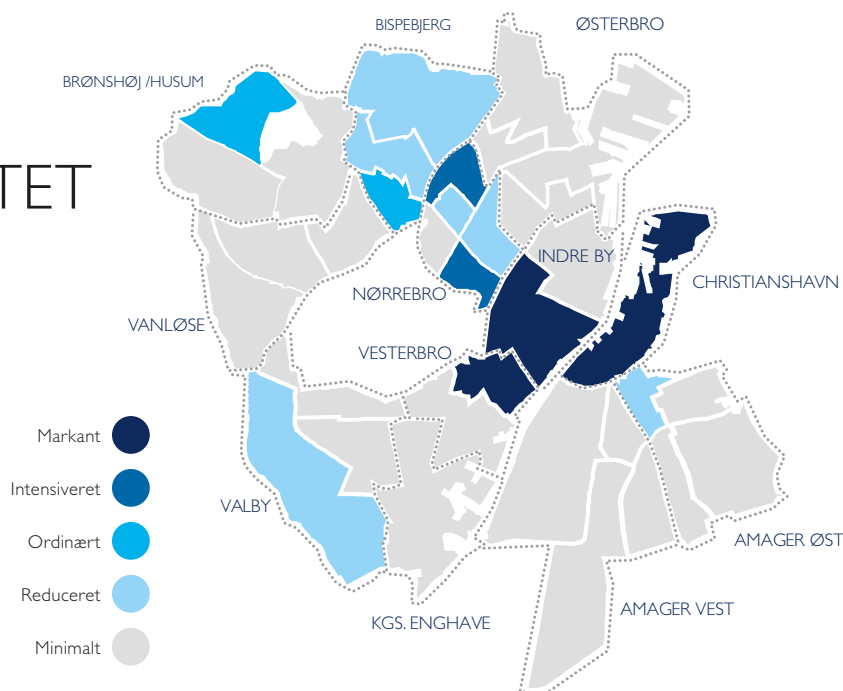 BISPEBJERG
ØSTERBRO
BRØNSHØJ /HUSUM
TET
INDRE BY
CHRISTIANSHAVN
NØRREBRO
VANLØSE
VESTERBRO
Markant
Intensiveret
VALBY
Ordinært
AMAGER ØST
Reduceret
AMAGER VEST
KGS. ENGHAVE
Minimalt